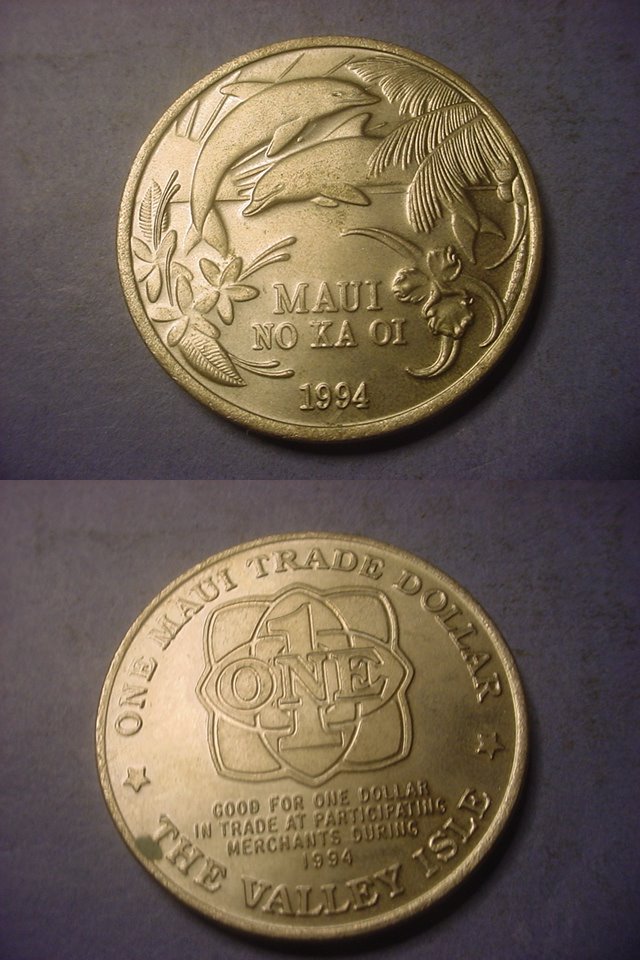 MAUI
NO KA OI
1994
ONE MAUI TRADE DOLLAR
1
ONE
GOOD FOR ONE DOLLAR
IN TRADE AT PARTICIPATING
MERCHANTS DURING
1994
THE VALLEY ISLE